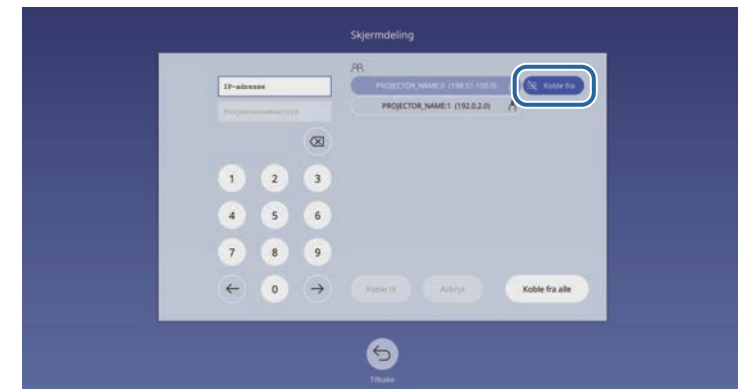 Skjermdeling
IP-adresse
Projektornøkkelord
PROJECTOR_NAME:0 (198.51.100.0)
Koble fra
PROJECTOR_NAME:1 (192.0.2.0)
1 2 3
4 5 6
7 8 9
← 0 →
Koble til
Avbryt
Koble fra alle
Tilbake